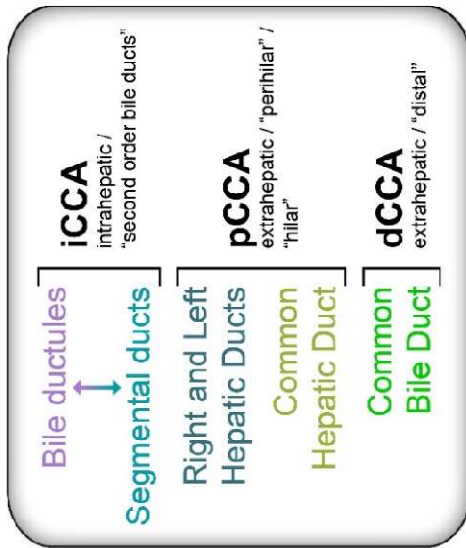 Bile ductules
Segmental ducts
iCCA
intrahepatic /
"second order bile ducts"
Right and Left
Hepatic Ducts
Common
Hepatic Duct
pCCA
extrahepatic / "perihilar" /
"hilar"
Common
Bile Duct
dCCA
extrahepatic / "distal"